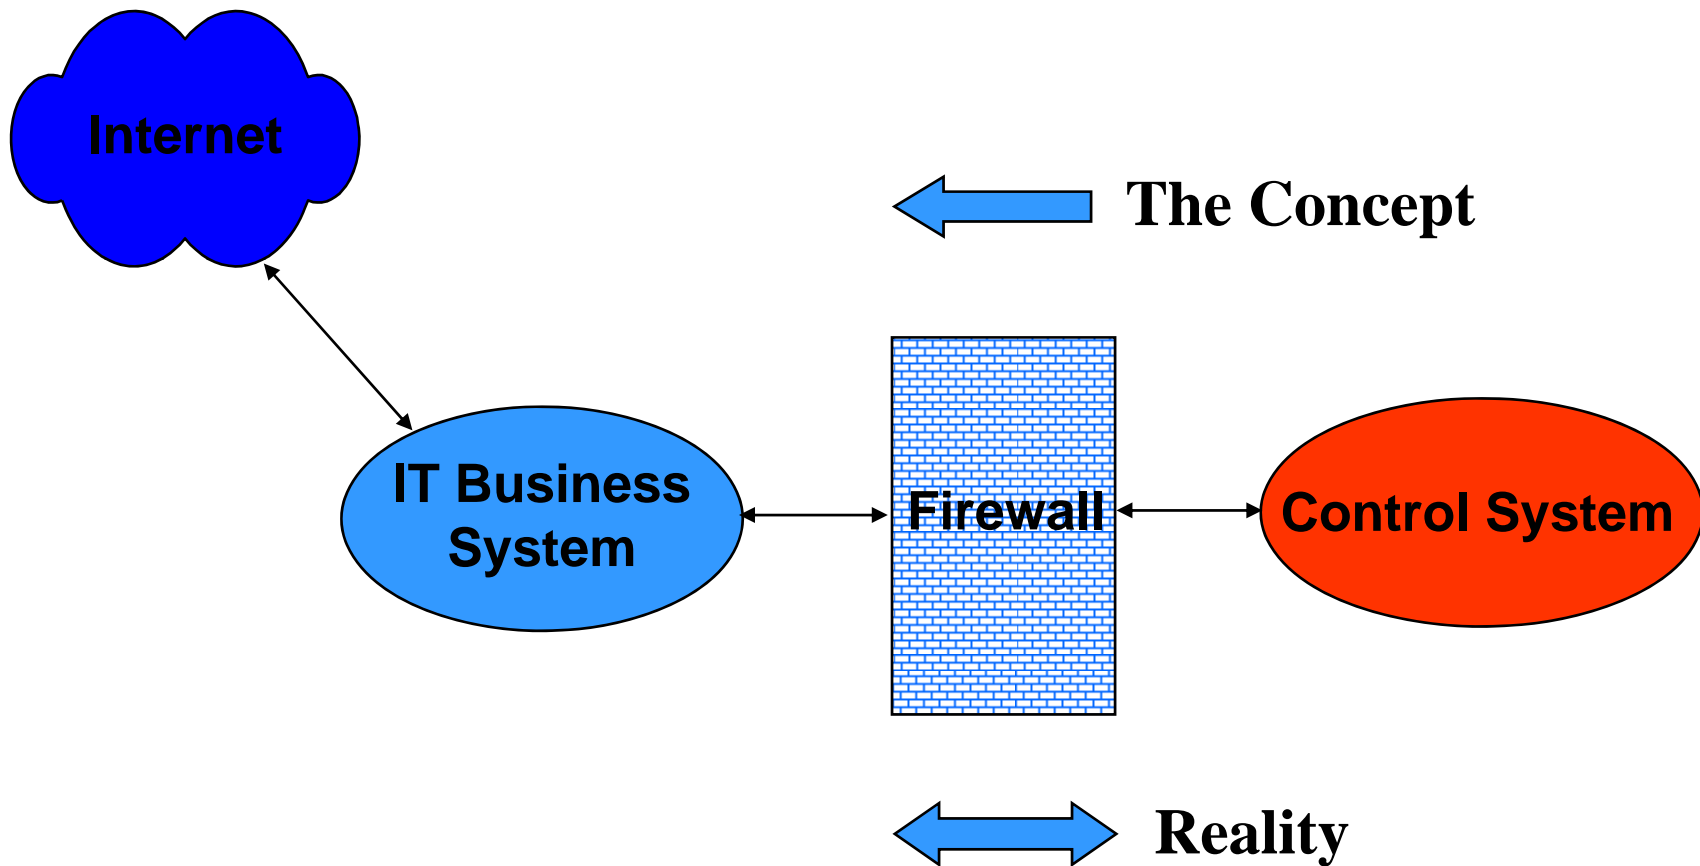 Internet
The Concept
IT Business
System
Firewall
Control System
Reality